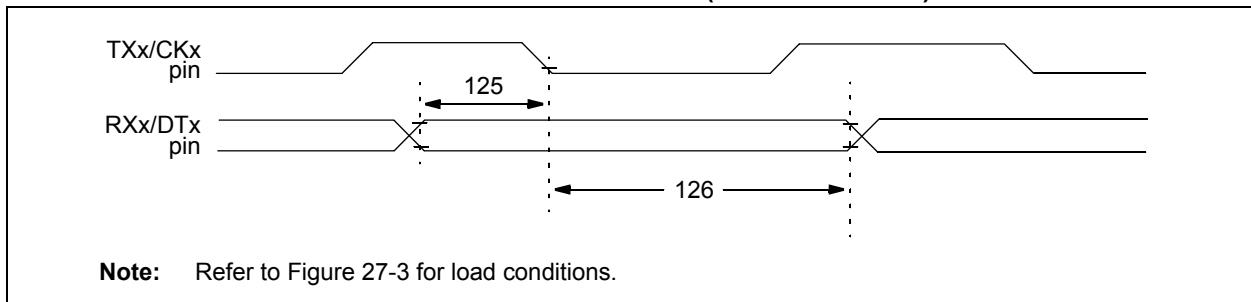 TXx/CKx
pin
125
RXx/DTx
pin
126
Note: Refer to Figure 27-3 for load conditions.